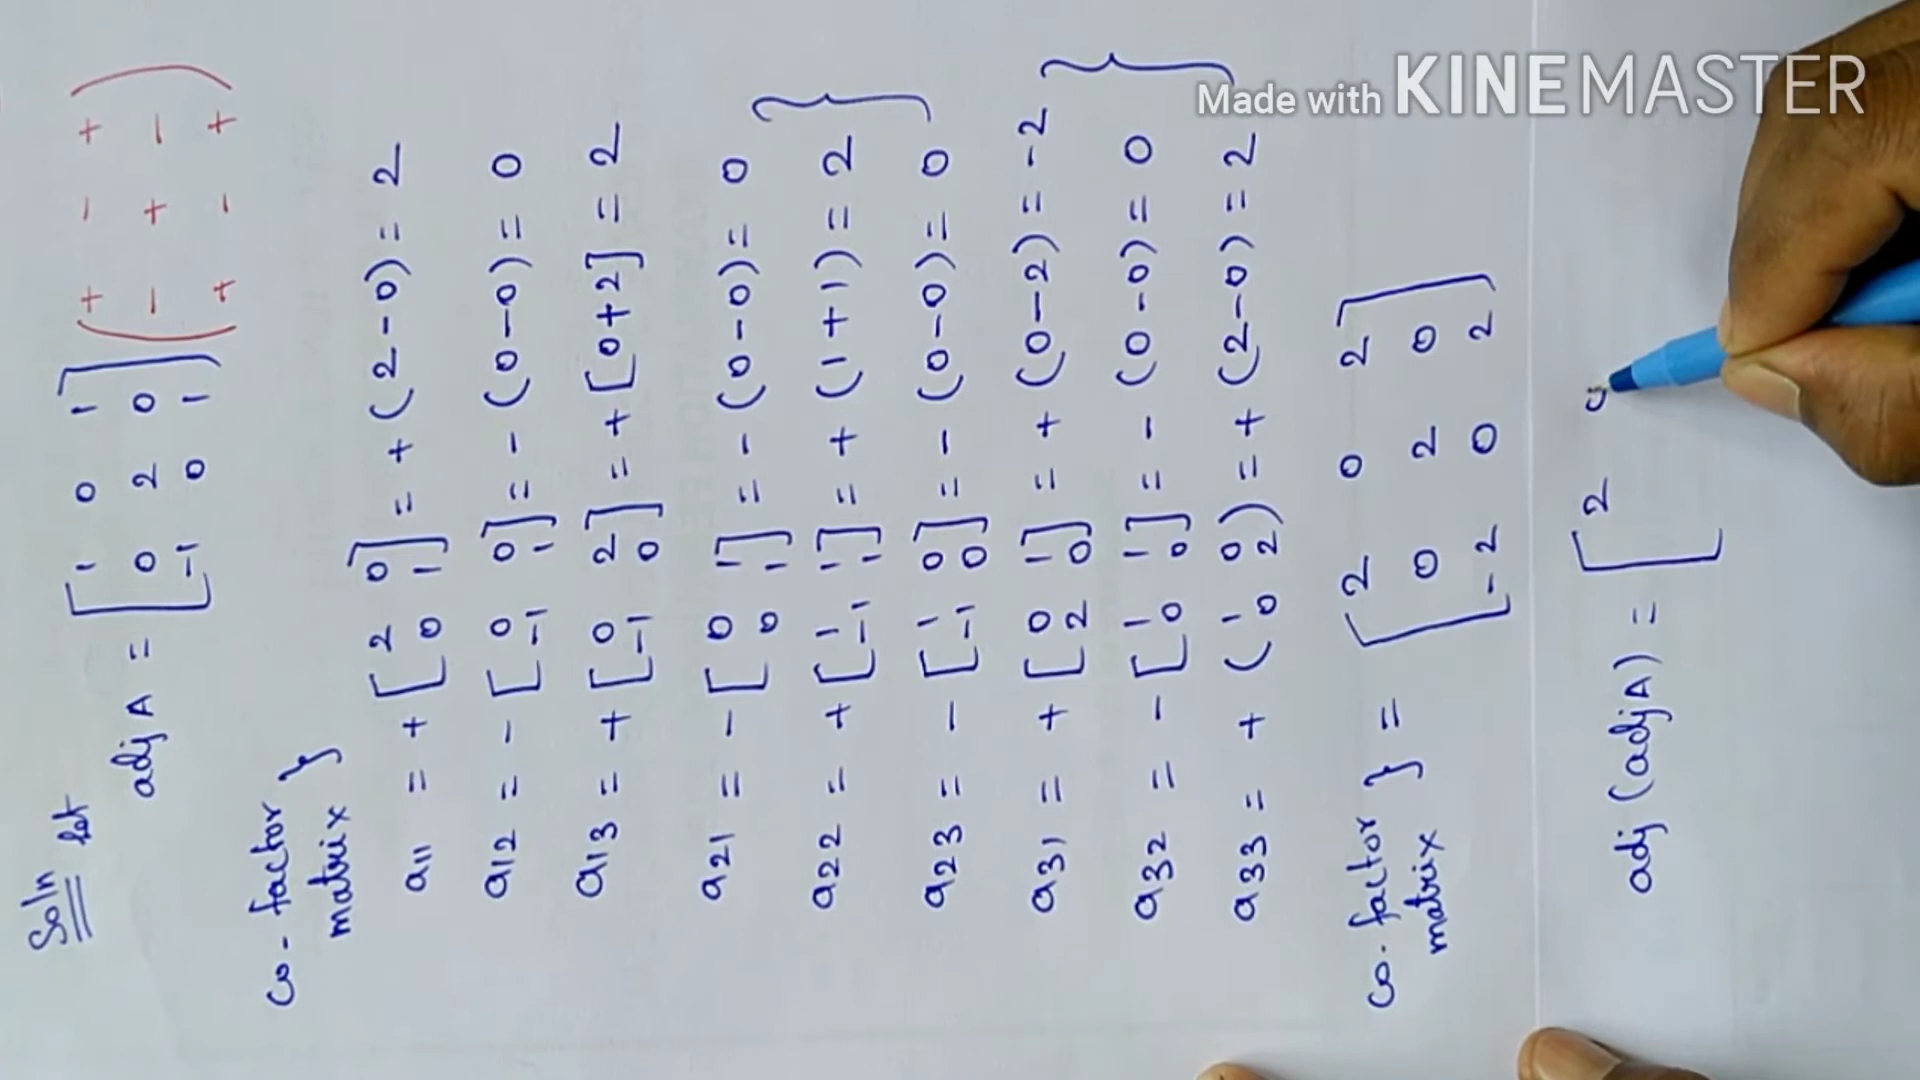 Soln let
adj A = [1 0 1 (+ - +)
0 2 0 - + -
-1 0 1] + - +
co-factor
matrix }
a11 = + [2 0 0 1] = + (2-0) = 2
a12 = - [0 0 -1 1] = - (0-0) = 0
a13 = + [0 2 -1 0] = + [0+2] = 2
a21 = - [0 1 0 1] = - (0-0) = 0
a22 = + [1 1 -1 1] = + (1+1) = 2
a23 = - [1 0 -1 0] = - (0-0) = 0
a31 = + [0 1 2 0] = + (0-2) = -2
a32 = - [1 1 0 0] = - (0-0) = 0
a33 = + (1 0 0 2) = + (2-0) = 2
co-factor
matrix } = [2 0 2
0 2 0
-2 0 2]
adj (adj A) = [2
Made with KINEMASTER